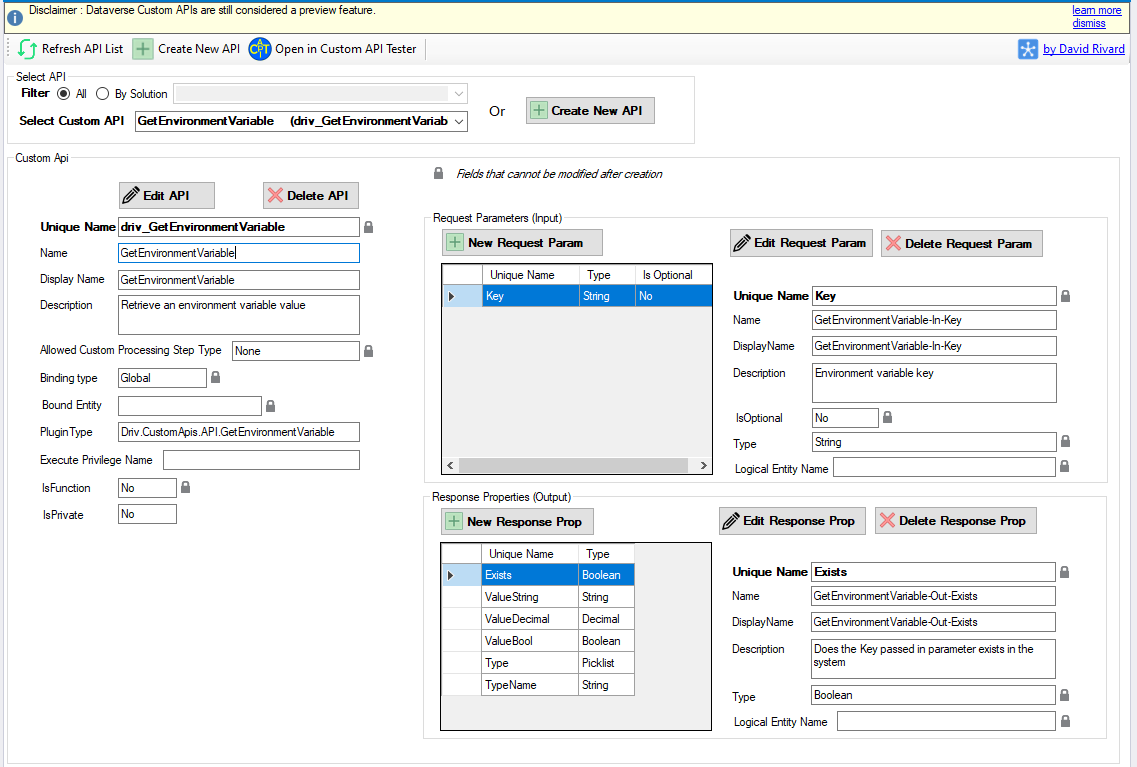 Disclaimer : Dataverse Custom APIs are still considered a preview feature.
learn more
dismiss
Refresh API List
Create New API
CAPIT
Open in Custom API Tester
by David Rivard
Select API
Filter All By Solution
Select Custom API GetEnvironmentVariable (driv_GetEnvironmentVariab
Or
Create New API
Custom Api
Fields that cannot be modified after creation
Edit API
Delete API
Unique Name driv_GetEnvironmentVariable
Name GetEnvironmentVariable
Display Name GetEnvironmentVariable
Description Retrieve an environment variable value
Allowed Custom Processing Step Type None
Binding type Global
Bound Entity
PluginType Driv.CustomApis.API.GetEnvironmentVariable
Execute Privilege Name
IsFunction No
IsPrivate No
Request Parameters (Input)
New Request Param
Edit Request Param
Delete Request Param
Unique Name Type Is Optional
Key String No
Unique Name Key
Name GetEnvironmentVariable-In-Key
DisplayName GetEnvironmentVariable-In-Key
Description Environment variable key
IsOptional No
Type String
Logical Entity Name
Response Properties (Output)
New Response Prop
Edit Response Prop
Delete Response Prop
Unique Name Type
Exists Boolean
ValueString String
ValueDecimal Decimal
ValueBool Boolean
Type Picklist
TypeName String
Unique Name Exists
Name GetEnvironmentVariable-Out-Exists
DisplayName GetEnvironmentVariable-Out-Exists
Description Does the Key passed in parameter exists in the
system
Type Boolean
Logical Entity Name